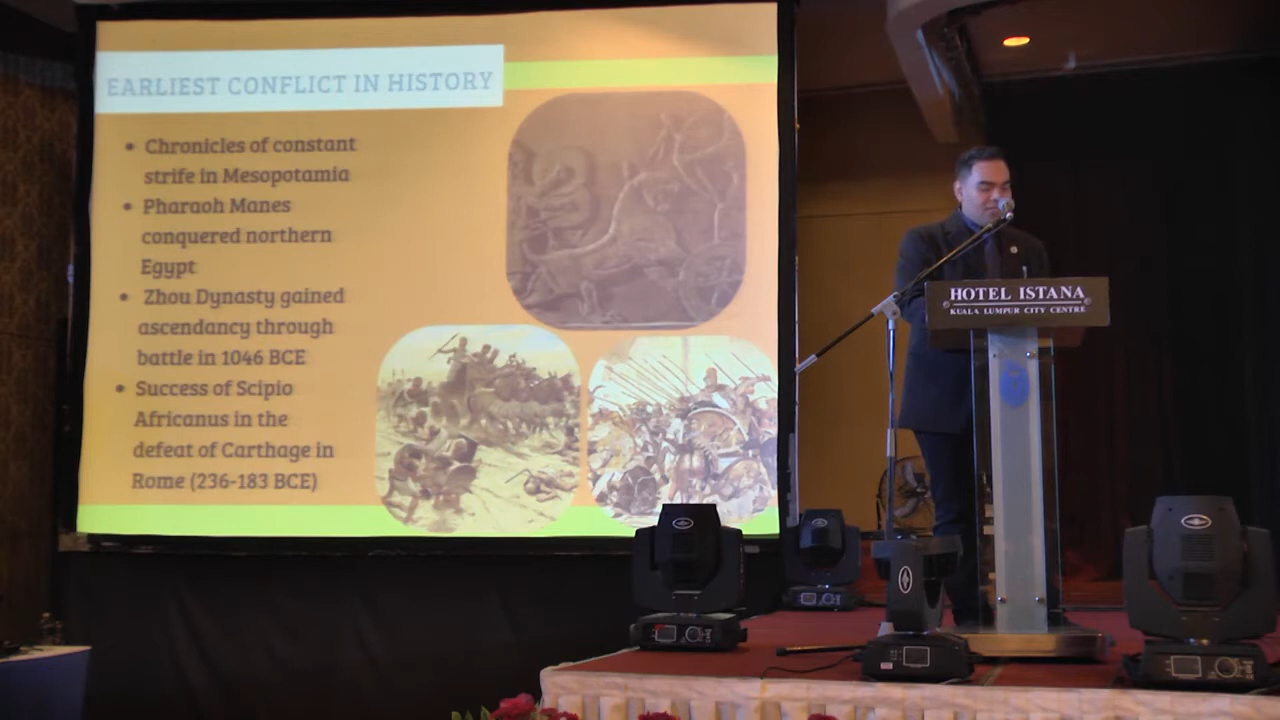 EARLIEST CONFLICT IN HISTORY
• Chronicles of constant
strife in Mesopotamia
• Pharaoh Manes
conquered northern
Egypt
• Zhou Dynasty gained
ascendancy through
battle in 1046 BCE
• Success of Scipio
Africanus in the
defeat of Carthage in
Rome (236-183 BCE)
HOTEL ISTANA
KUALA LUMPUR CITY CENTRE